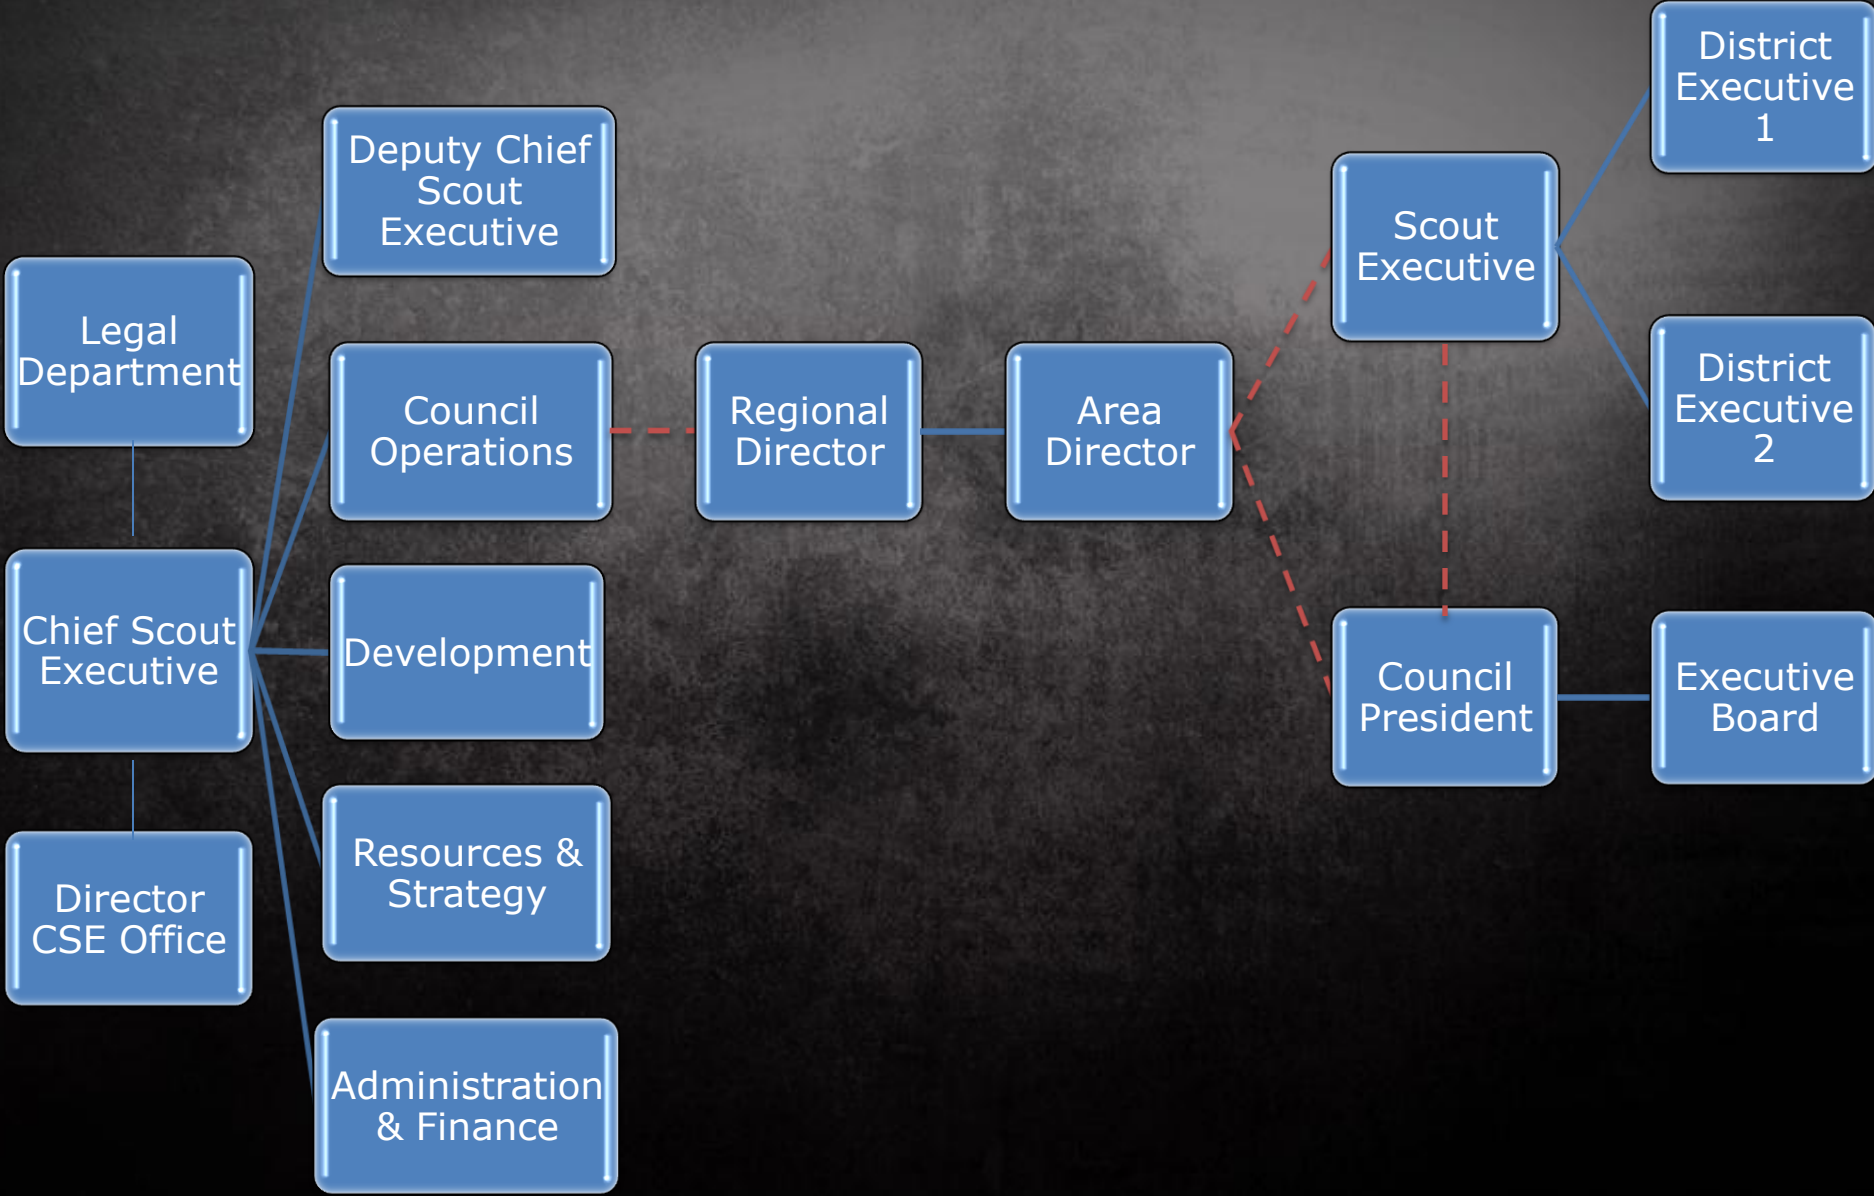 Legal
Department
Chief Scout
Executive
Director
CSE Office
Deputy Chief
Scout
Executive
Council
Operations
Development
Resources &
Strategy
Administration
& Finance
Regional
Director
Area
Director
Scout
Executive
Council
President
District
Executive
1
District
Executive
2
Executive
Board